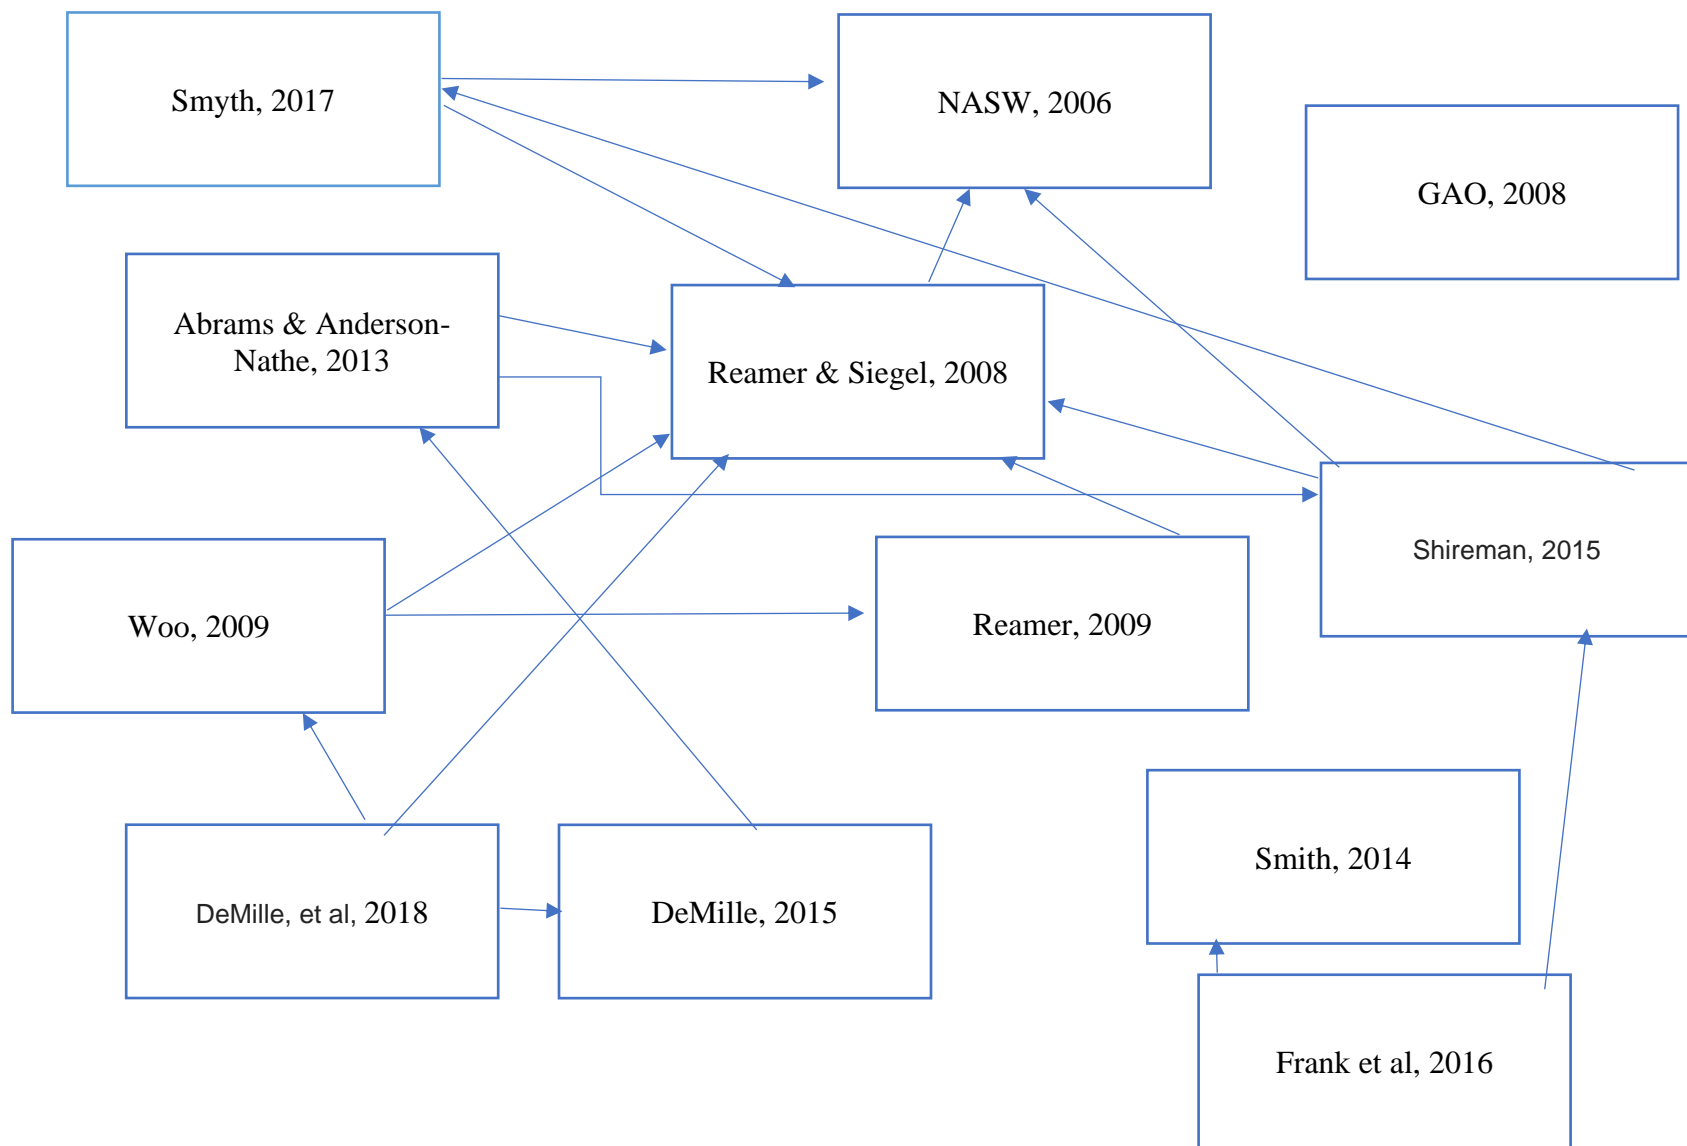 Smyth, 2017
NASW, 2006
GAO, 2008
Abrams & Anderson-
Nathe, 2013
Reamer & Siegel, 2008
Shireman, 2015
Woo, 2009
Reamer, 2009
Smith, 2014
DeMille, et al, 2018
DeMille, 2015
Frank et al, 2016